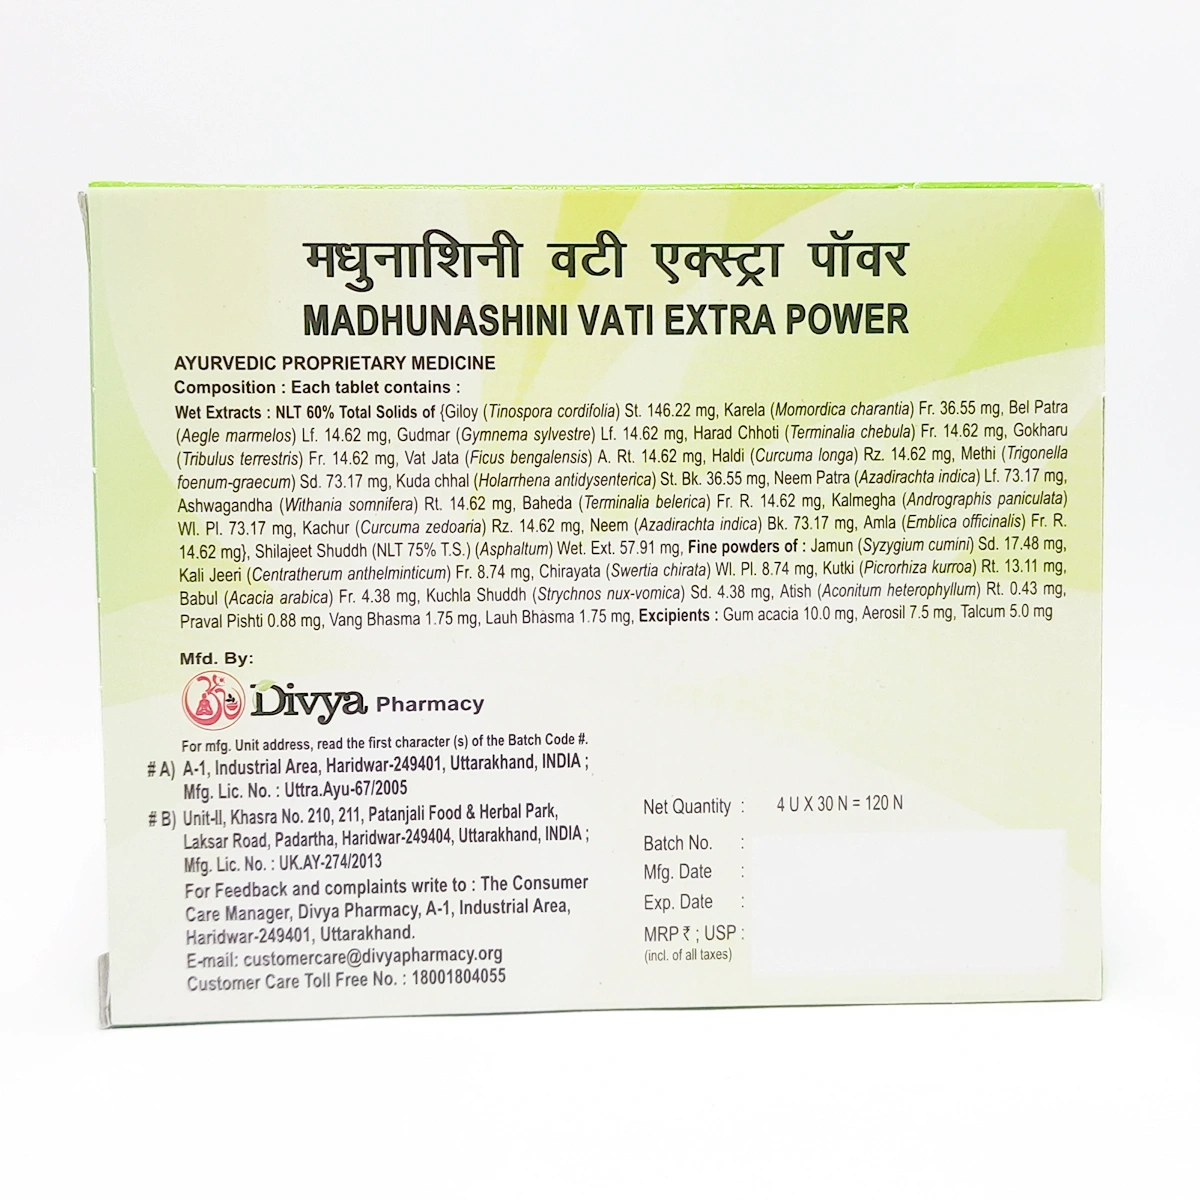 मधुनाशिनी वटी एक्स्ट्रा पॉवर
MADHUNASHINI VATI EXTRA POWER
AYURVEDIC PROPRIETARY MEDICINE
Composition : Each tablet contains :
Wet Extracts : NLT 60% Total Solids of {Giloy (Tinospora cordifolia) St. 146.22 mg, Karela (Momordica charantia) Fr. 36.55 mg, Bel Patra
(Aegle marmelos) Lf. 14.62 mg, Gudmar (Gymnema sylvestre) Lf. 14.62 mg, Harad Chhoti (Terminalia chebula) Fr. 14.62 mg, Gokharu
(Tribulus terrestris) Fr. 14.62 mg, Vat Jata (Ficus bengalensis) A. Rt. 14.62 mg, Haldi (Curcuma longa) Rz. 14.62 mg, Methi (Trigonella
foenum-graecum) Sd. 73.17 mg, Kuda chhal (Holarrhena antidysenterica) St. Bk. 36.55 mg, Neem Patra (Azadirachta indica) Lf. 73.17 mg,
Ashwagandha (Withania somnifera) Rt. 14.62 mg, Baheda (Terminalia belerica) Fr. R. 14.62 mg, Kalmegha (Andrographis paniculata)
Wl. Pl. 73.17 mg, Kachur (Curcuma zedoaria) Rz. 14.62 mg, Neem (Azadirachta indica) Bk. 73.17 mg, Amla (Emblica officinalis) Fr. R.
14.62 mg}, Shilajeet Shuddh (NLT 75% T.S.) (Asphaltum) Wet. Ext. 57.91 mg, Fine powders of : Jamun (Syzygium cumini) Sd. 17.48 mg,
Kali Jeeri (Centratherum anthelminticum) Fr. 8.74 mg, Chirayata (Swertia chirata) Wl. Pl. 8.74 mg, Kutki (Picrorhiza kurroa) Rt. 13.11 mg,
Babul (Acacia arabica) Fr. 4.38 mg, Kuchla Shuddh (Strychnos nux-vomica) Sd. 4.38 mg, Atish (Aconitum heterophyllum) Rt. 0.43 mg,
Praval Pishti 0.88 mg, Vang Bhasma 1.75 mg, Lauh Bhasma 1.75 mg, Excipients : Gum acacia 10.0 mg, Aerosil 7.5 mg, Talcum 5.0 mg
Mfd. By:
Divya Pharmacy
For mfg. Unit address, read the first character (s) of the Batch Code #.
# A) A-1, Industrial Area, Haridwar-249401, Uttarakhand, INDIA ;
Mfg. Lic. No. : Uttra.Ayu-67/2005
# B) Unit-II, Khasra No. 210, 211, Patanjali Food & Herbal Park,
Laksar Road, Padartha, Haridwar-249404, Uttarakhand, INDIA ;
Mfg. Lic. No. : UK.AY-274/2013
For Feedback and complaints write to : The Consumer
Care Manager, Divya Pharmacy, A-1, Industrial Area,
Haridwar-249401, Uttarakhand.
E-mail: customercare@divyapharmacy.org
Customer Care Toll Free No. : 18001804055
Net Quantity : 4 U X 30 N = 120 N
Batch No. :
Mfg. Date :
Exp. Date :
MRP ₹ ; USP :
(incl. of all taxes)